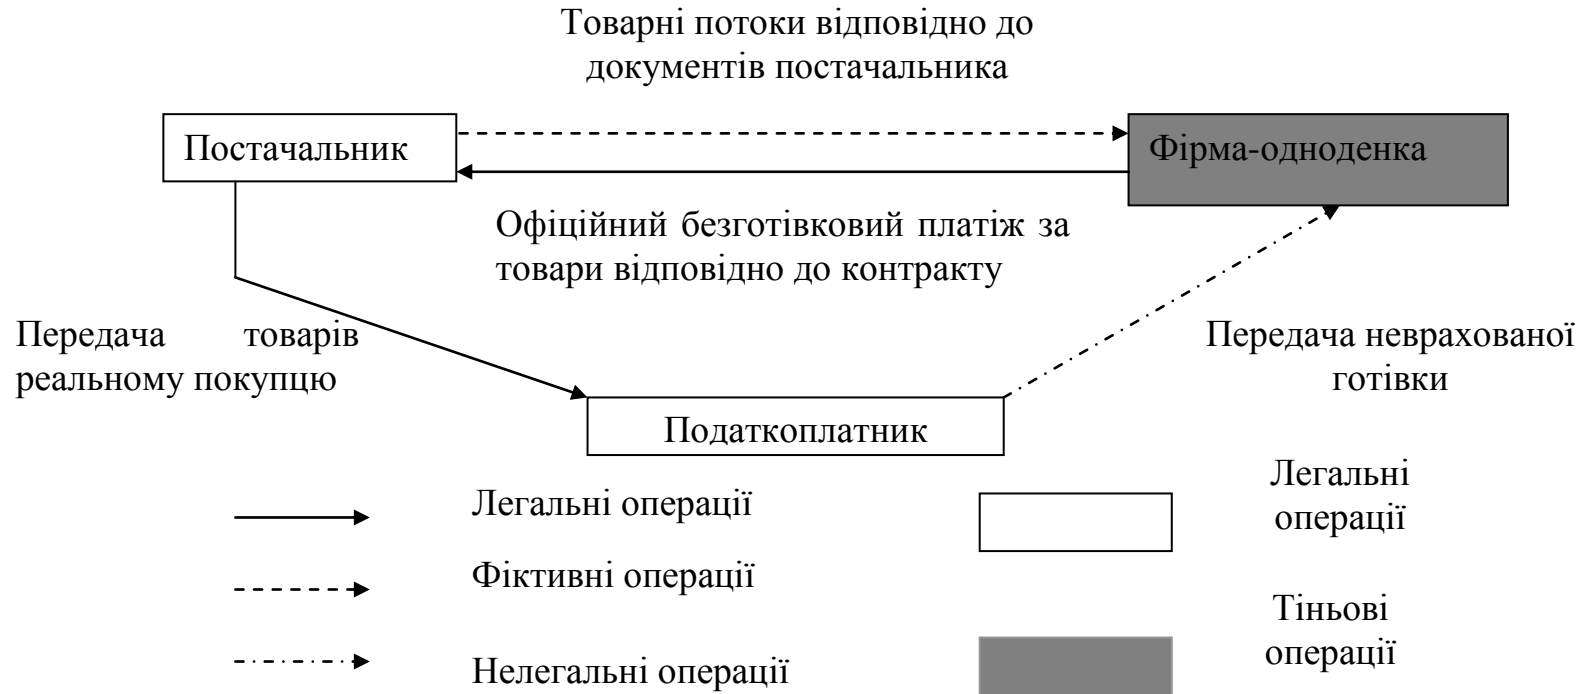 Товарні потоки відповідно до
документів постачальника
Постачальник
Фірма-одноденка
Офіційний безготівковий платіж за
товари відповідно до контракту
Передача товарів
реальному покупцю
Передача неврахованої
готівки
Податкоплатник
Легальні операції
Легальні
операції
Фіктивні операції
Тіньові
операції
Нелегальні операції